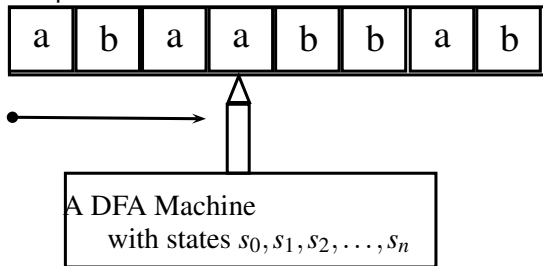 a b a a b b a b
A DFA Machine
with states s₀,s₁,s₂,...,sₙ